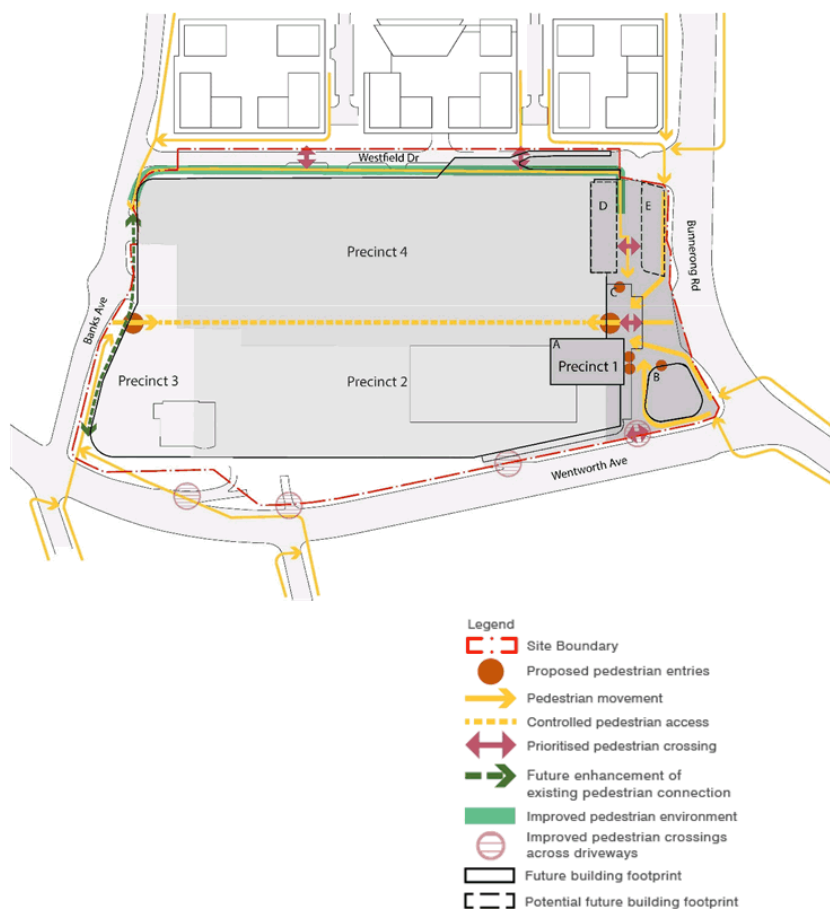 Westfield Dr
D
E
Bunnerong Rd
Precinct 4
C
Banks Ave
A
Precinct 1
Precinct 3
Precinct 2
B
Wentworth Ave
Legend
Site Boundary
Proposed pedestrian entries
Pedestrian movement
Controlled pedestrian access
Prioritised pedestrian crossing
Future enhancement of
existing pedestrian connection
Improved pedestrian environment
Improved pedestrian crossings
across driveways
Future building footprint
Potential future building footprint